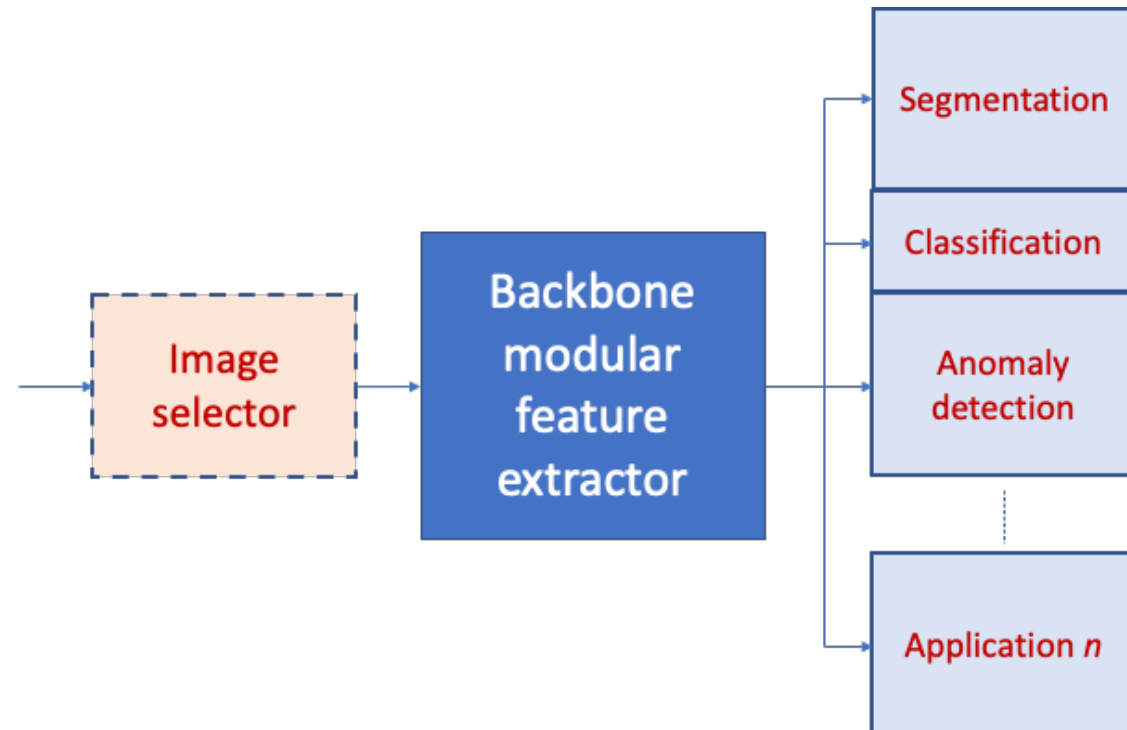 Image
selector
Backbone
modular
feature
extractor
Segmentation
Classification
Anomaly
detection
Application n